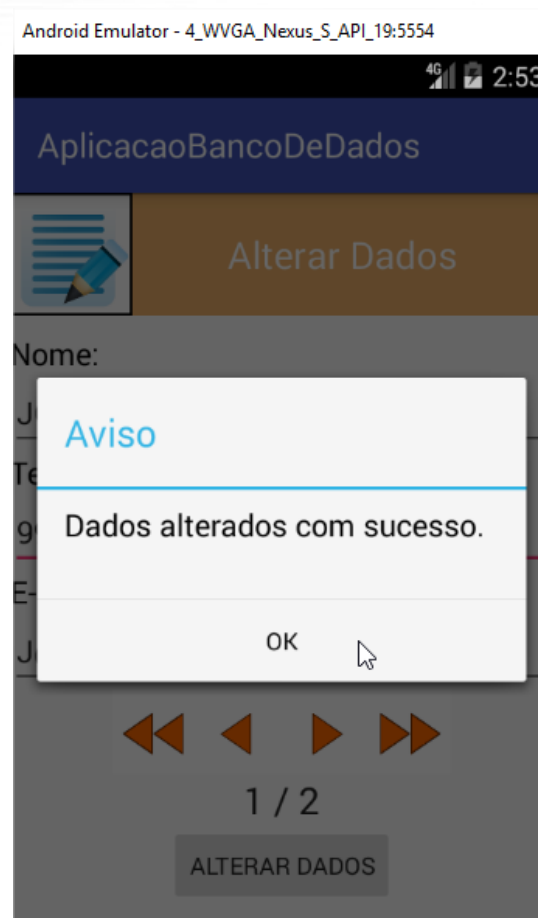 Android Emulator - 4_WVGA_Nexus_S_API_19:5554
4G 2:53
AplicacaoBancoDeDados
Alterar Dados
Nome:
Aviso
Dados alterados com sucesso.
OK
1 / 2
ALTERAR DADOS